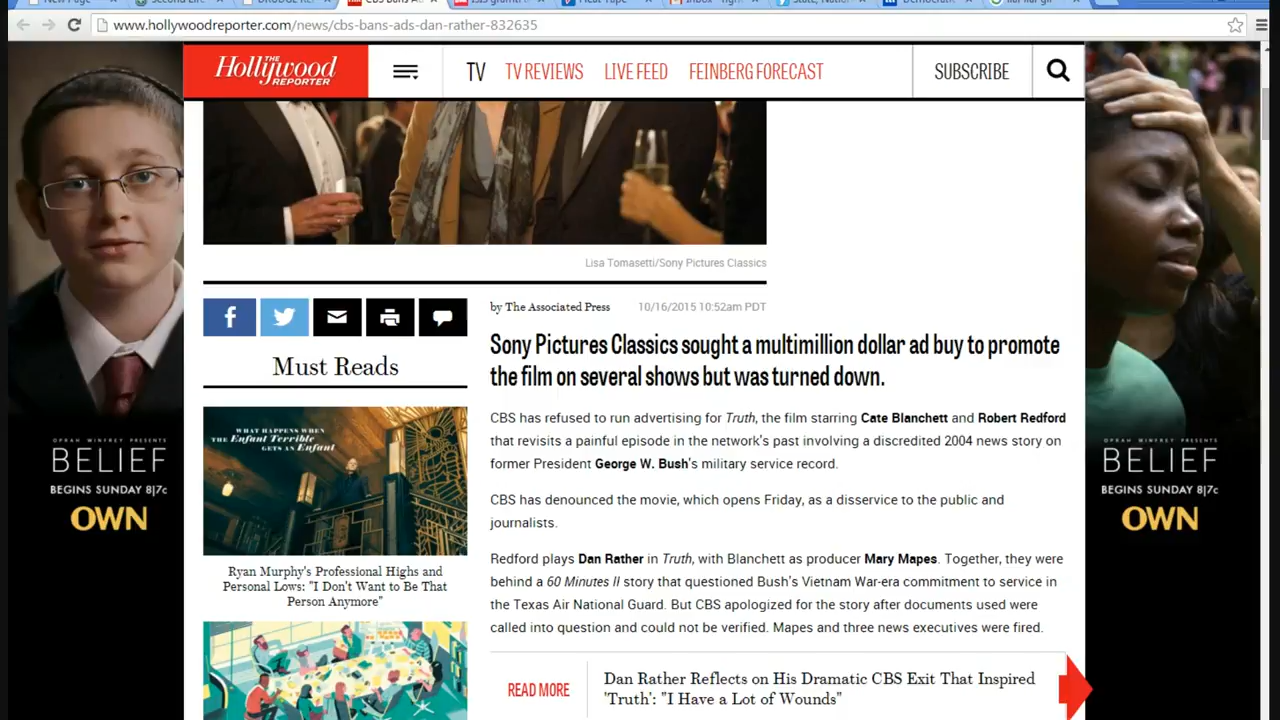 CBS Bans Ad
www.hollywoodreporter.com/news/cbs-bans-ads-dan-rather-832635
THE
Hollywood
REPORTER
TV
TV REVIEWS
LIVE FEED
FEINBERG FORECAST
SUBSCRIBE
Lisa Tomasetti/Sony Pictures Classics
by The Associated Press 10/16/2015 10:52am PDT
Sony Pictures Classics sought a multimillion dollar ad buy to promote
the film on several shows but was turned down.
CBS has refused to run advertising for Truth, the film starring Cate Blanchett and Robert Redford
that revisits a painful episode in the network's past involving a discredited 2004 news story on
former President George W. Bush's military service record.
CBS has denounced the movie, which opens Friday, as a disservice to the public and
journalists.
Redford plays Dan Rather in Truth, with Blanchett as producer Mary Mapes. Together, they were
behind a 60 Minutes II story that questioned Bush's Vietnam War-era commitment to service in
the Texas Air National Guard. But CBS apologized for the story after documents used were
called into question and could not be verified. Mapes and three news executives were fired.
READ MORE
Dan Rather Reflects on His Dramatic CBS Exit That Inspired
'Truth': "I Have a Lot of Wounds"
Must Reads
WHAT HAPPENS WHEN
THE Enfant Terrible
GETS AN Enfant
Ryan Murphy's Professional Highs and
Personal Lows: "I Don't Want to Be That
Person Anymore"
OPRAH WINFREY PRESENTS
BELIEF
BEGINS SUNDAY 8|7c
OWN
OPRAH WINFREY PRESENTS
BELIEF
BEGINS SUNDAY 8|7c
OWN